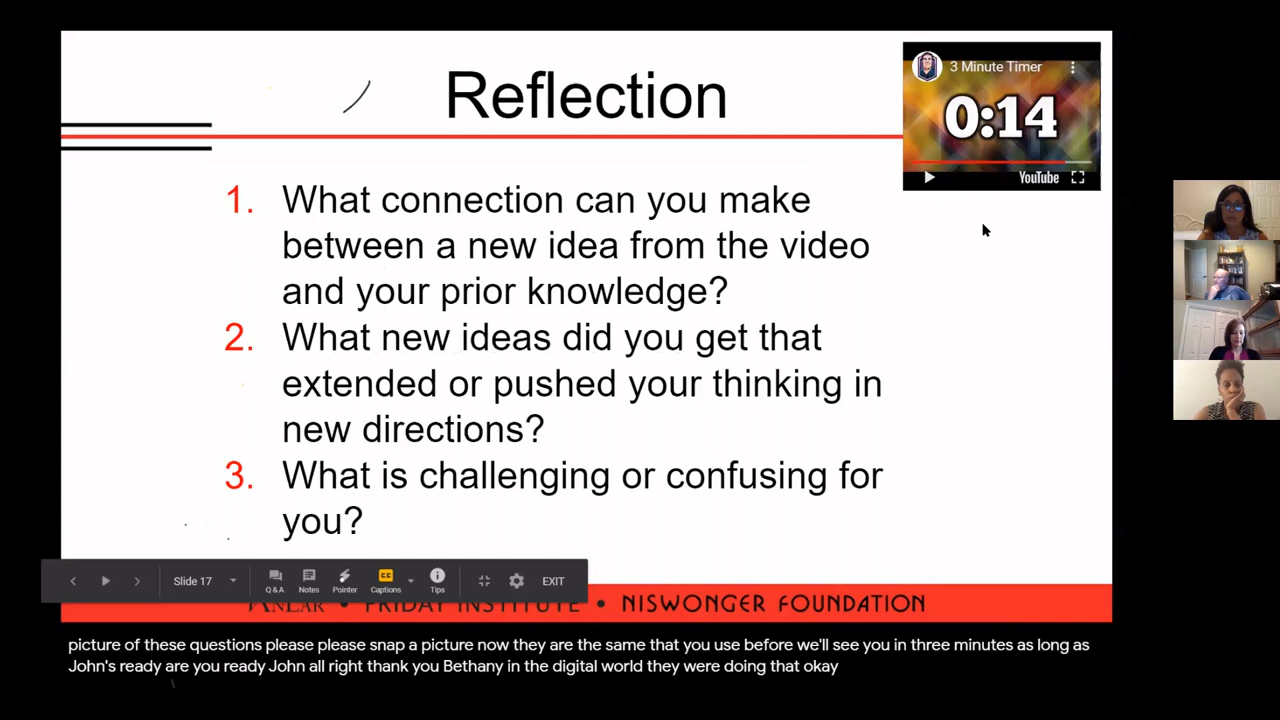 Reflection
3 Minute Timer
0:14
YouTube
1. What connection can you make
between a new idea from the video
and your prior knowledge?
2. What new ideas did you get that
extended or pushed your thinking in
new directions?
3. What is challenging or confusing for
you?
Slide 17
Q&A Notes Pointer Captions Tips EXIT
FRIDAY INSTITUTE • NISWONGER FOUNDATION
picture of these questions please please snap a picture now they are the same that you use before we'll see you in three minutes as long as
John's ready are you ready John all right thank you Bethany in the digital world they were doing that okay